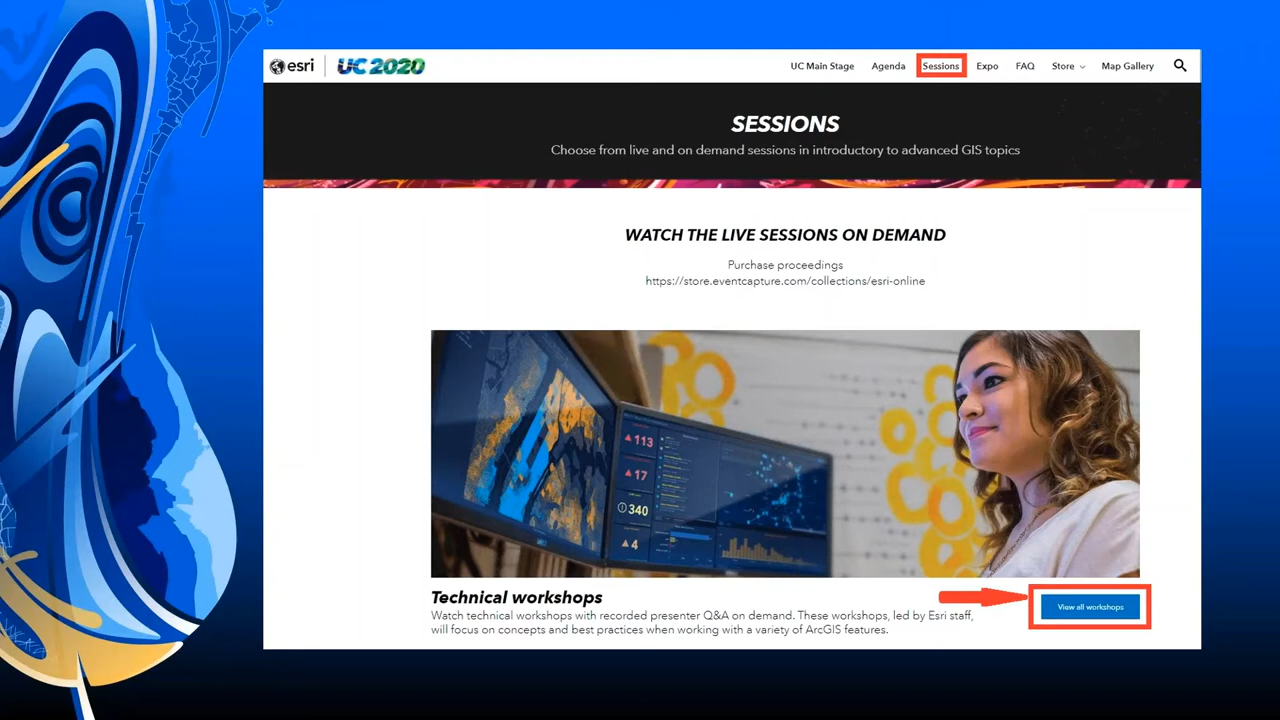 esri UC 2020
UC Main Stage Agenda Sessions Expo FAQ Store Map Gallery
SESSIONS
Choose from live and on demand sessions in introductory to advanced GIS topics
WATCH THE LIVE SESSIONS ON DEMAND
Purchase proceedings
https://store.eventcapture.com/collections/esri-online
113
17
340
4
Technical workshops
Watch technical workshops with recorded presenter Q&A on demand. These workshops, led by Esri staff,
will focus on concepts and best practices when working with a variety of ArcGIS features.
View all workshops